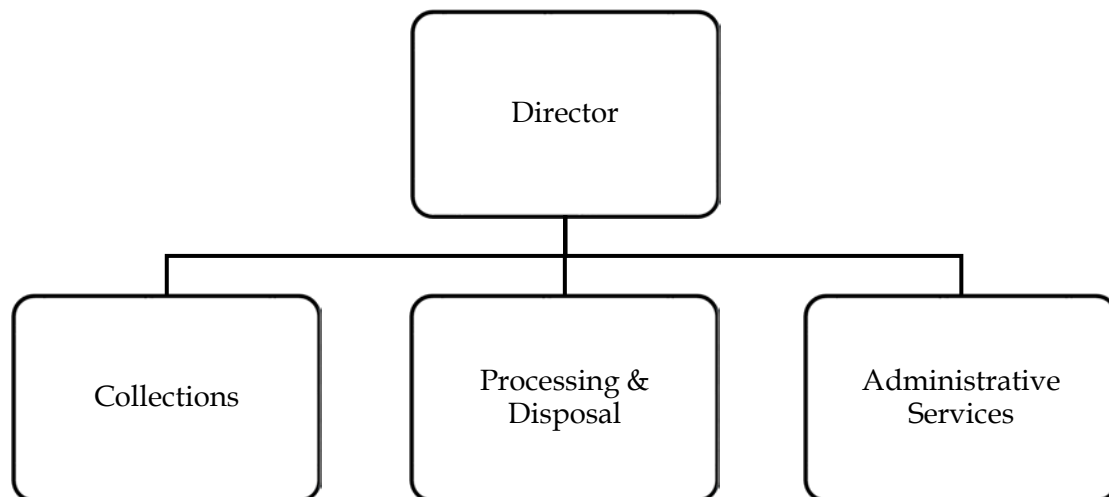 Director
Collections
Processing &
Disposal
Administrative
Services